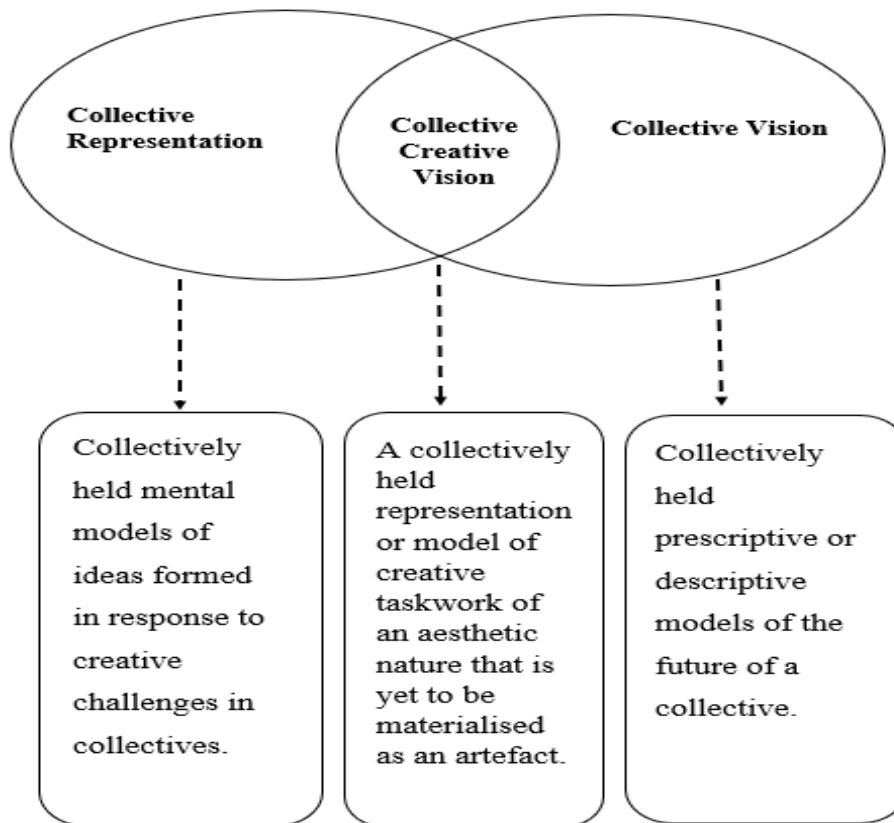 Collective
Representation
Collective
Creative
Vision
Collective Vision
Collectively
held mental
models of
ideas formed
in response to
creative
challenges in
collectives.
A collectively
held
representation
or model of
creative
taskwork of
an aesthetic
nature that is
yet to be
materialised
as an artefact.
Collectively
held
prescriptive or
descriptive
models of the
future of a
collective.